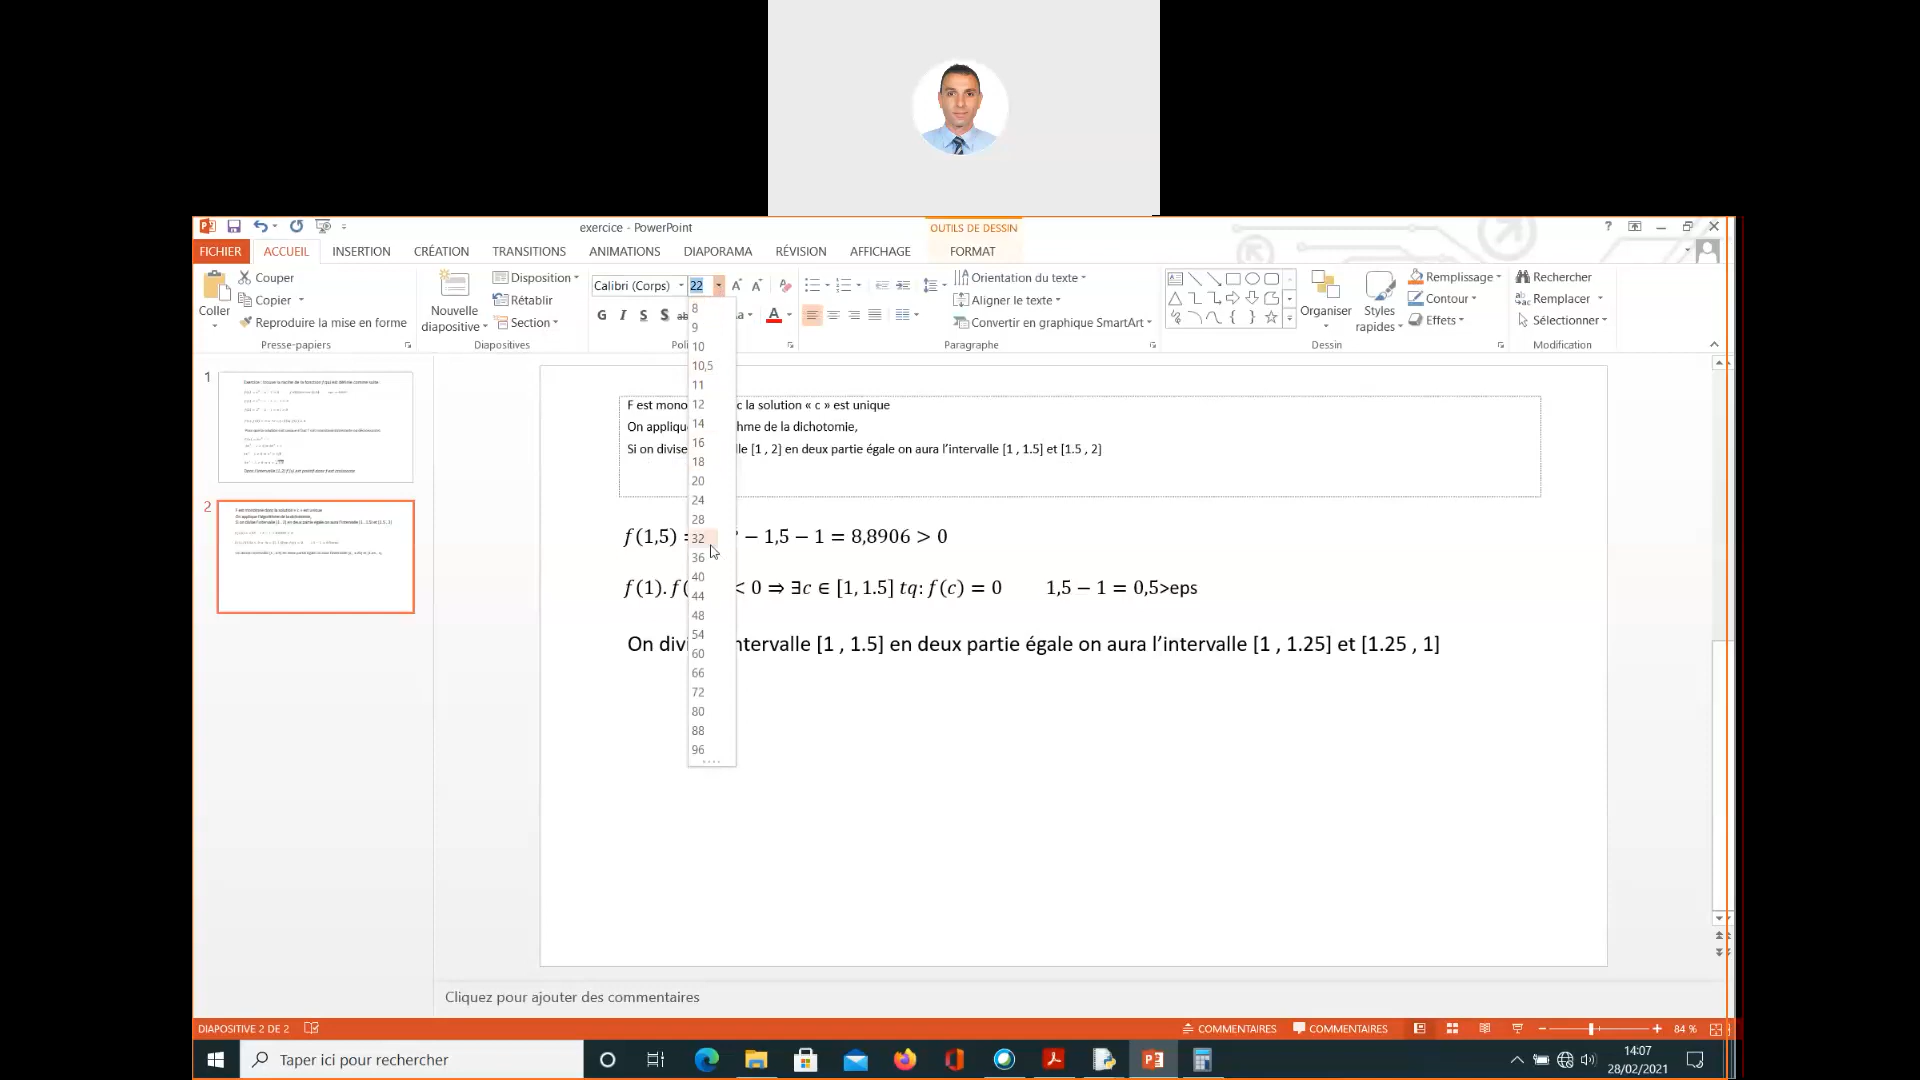 exercice - PowerPoint
OUTILS DE DESSIN
?
FICHIER ACCUEIL INSERTION CRÉATION TRANSITIONS ANIMATIONS DIAPORAMA RÉVISION AFFICHAGE FORMAT
Coller
Couper
Copier
Reproduire la mise en forme
Presse-papiers
Nouvelle diapositive
Disposition
Rétablir
Section
Diapositives
Calibri (Corps) 22
G I S S abc
Orientation du texte
Aligner le texte
Convertir en graphique SmartArt
Paragraphe
Organiser
Styles rapides
Remplissage
Contour
Effets
Dessin
Rechercher
Remplacer
Sélectionner
Modification
8
9
10
10,5
11
12
14
16
18
20
24
28
32
36
40
44
48
54
60
66
72
80
88
96
1
2
F est mono c la solution « c » est unique
On applique hme de la dichotomie,
Si on divise le [1 , 2] en deux partie égale on aura l’intervalle [1 , 1.5] et [1.5 , 2]
f(1,5) − 1,5 − 1 = 8,8906 > 0
f(1). f( < 0 ⇒ ∃c ∈ [1, 1.5] tq: f(c) = 0 1,5 − 1 = 0,5>eps
On divi ntervalle [1 , 1.5] en deux partie égale on aura l’intervalle [1 , 1.25] et [1.25 , 1]
Cliquez pour ajouter des commentaires
DIAPOSITIVE 2 DE 2 COMMENTAIRES COMMENTAIRES 84 %
Taper ici pour rechercher
14:07
28/02/2021